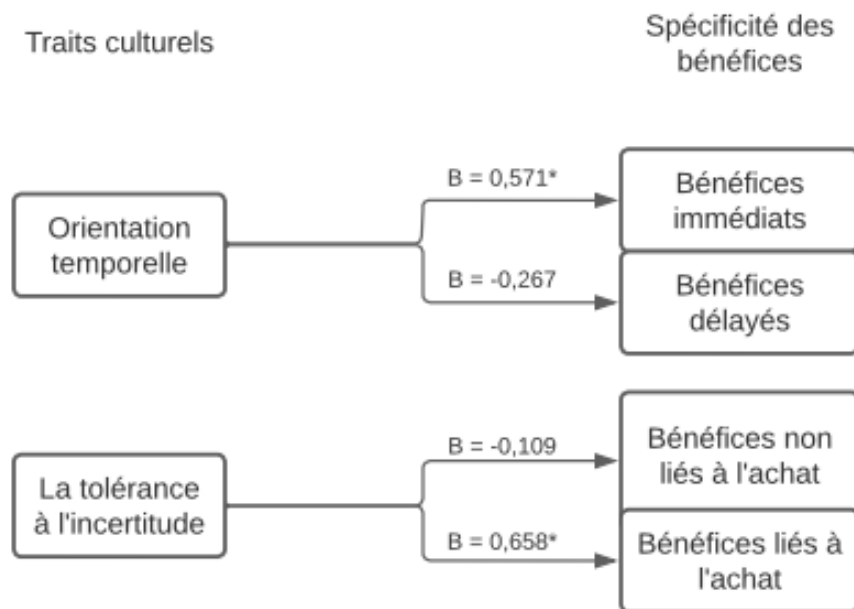 Traits culturels
Spécificité des
bénéfices
Orientation
temporelle
B = 0,571*
Bénéfices
immédiats
B = -0,267
Bénéfices
délayés
La tolérance
à l'incertitude
B = -0,109
Bénéfices non
liés à l'achat
B = 0,658*
Bénéfices liés à
l'achat